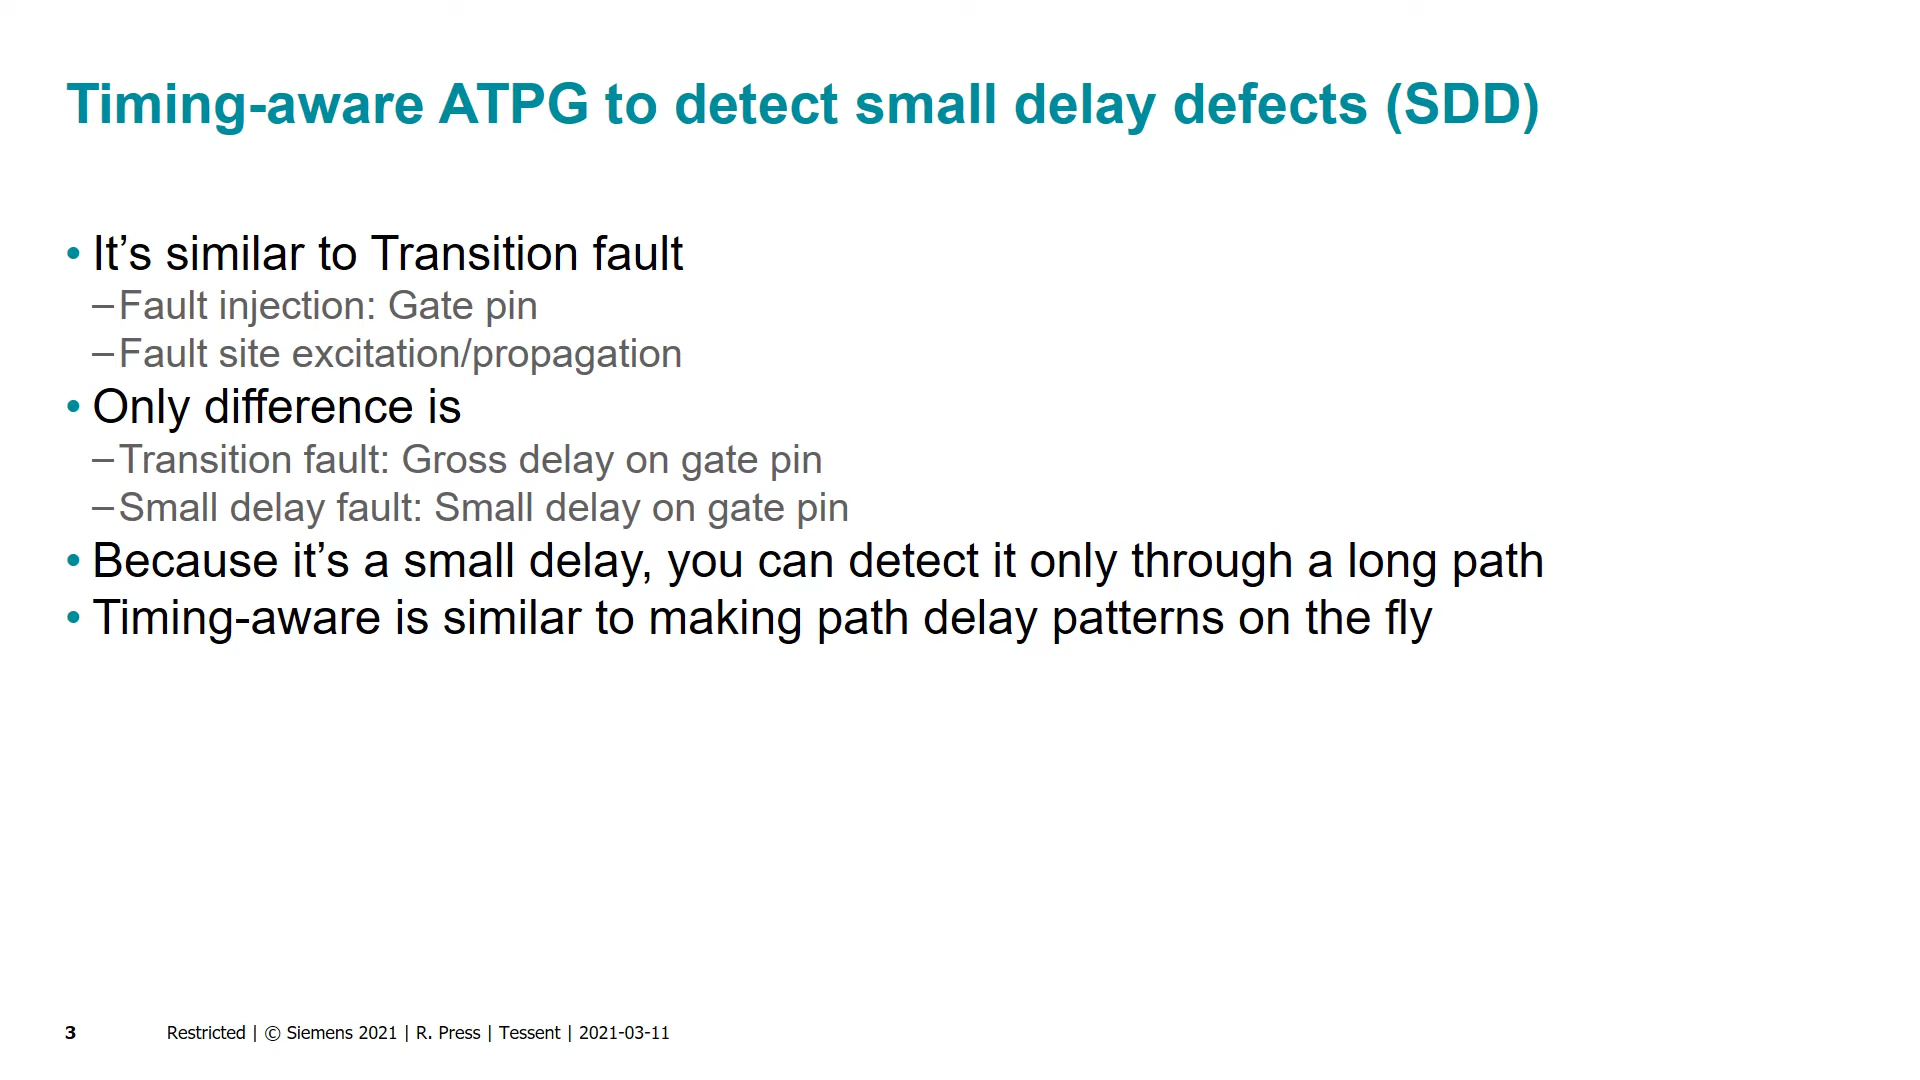 Timing-aware ATPG to detect small delay defects (SDD)
• It’s similar to Transition fault
–Fault injection: Gate pin
–Fault site excitation/propagation
• Only difference is
–Transition fault: Gross delay on gate pin
–Small delay fault: Small delay on gate pin
• Because it’s a small delay, you can detect it only through a long path
• Timing-aware is similar to making path delay patterns on the fly
3 Restricted | © Siemens 2021 | R. Press | Tessent | 2021-03-11